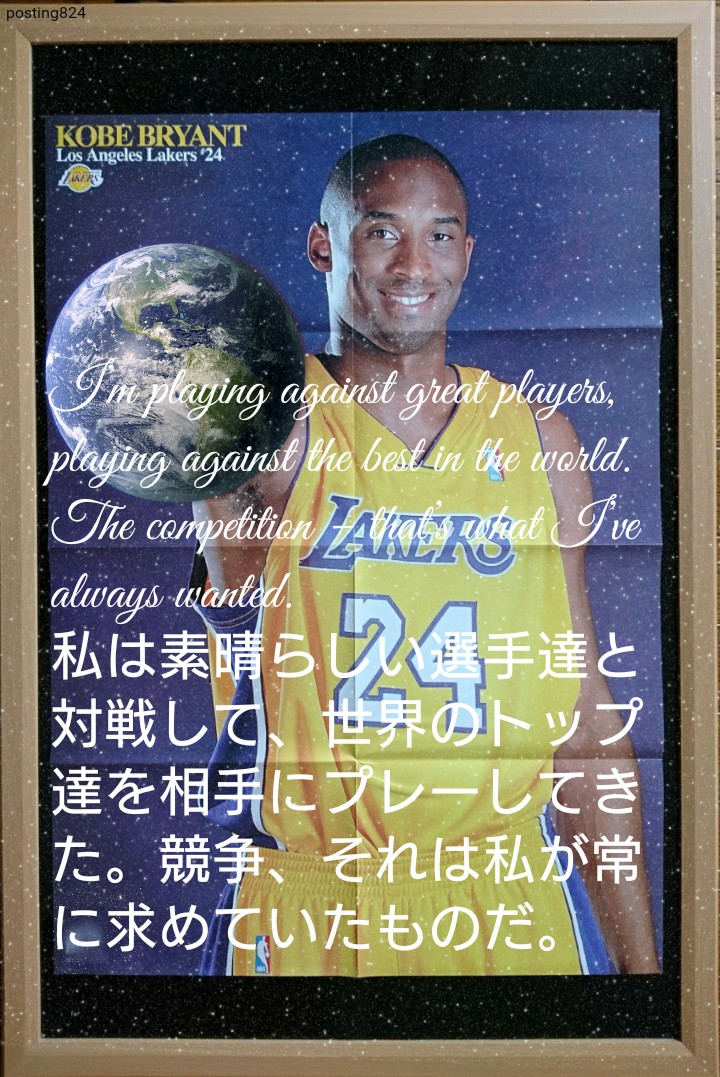 posting824
KOBE BRYANT
Los Angeles Lakers #24
LAKERS
I'm playing against great players,
playing against the best in the world.
The competition – that's what I've
always wanted.
LAKERS
24
私は素晴らしい選手達と
対戦して、世界のトップ
達を相手にプレーしてき
た。競争、それは私が常
に求めていたものだ。
NBA